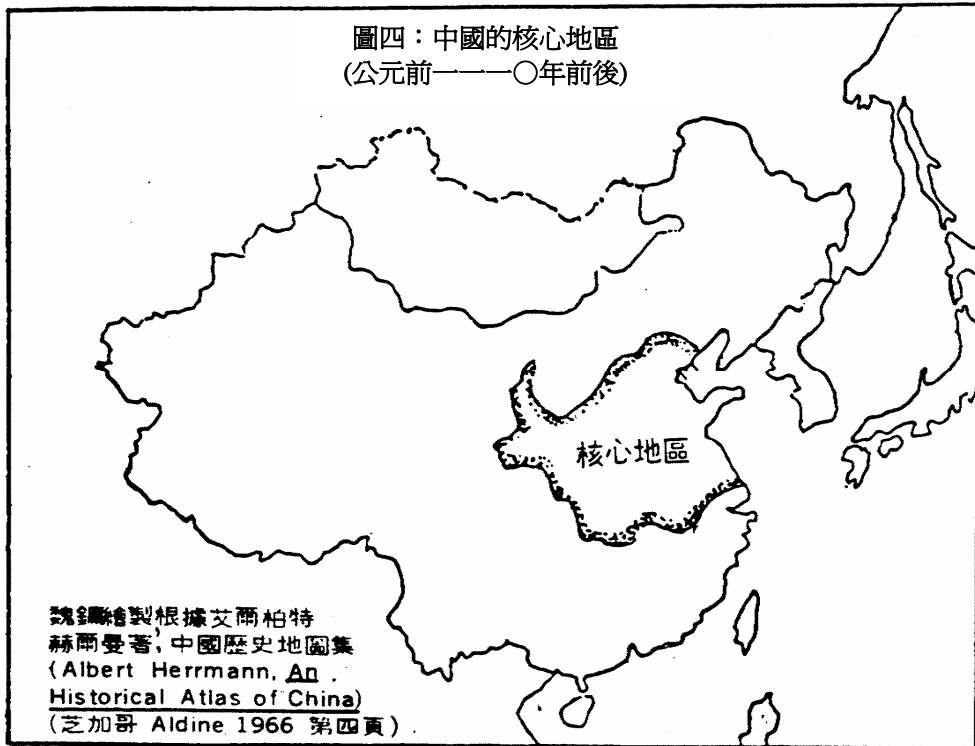 圖四：中國的核心地區
(公元前一一一〇年前後)
核心地區
魏鏞繪製根據艾爾柏特
赫爾曼著，中國歷史地圖集
(Albert Herrmann, An
Historical Atlas of China)
(芝加哥 Aldine 1966 第四頁).